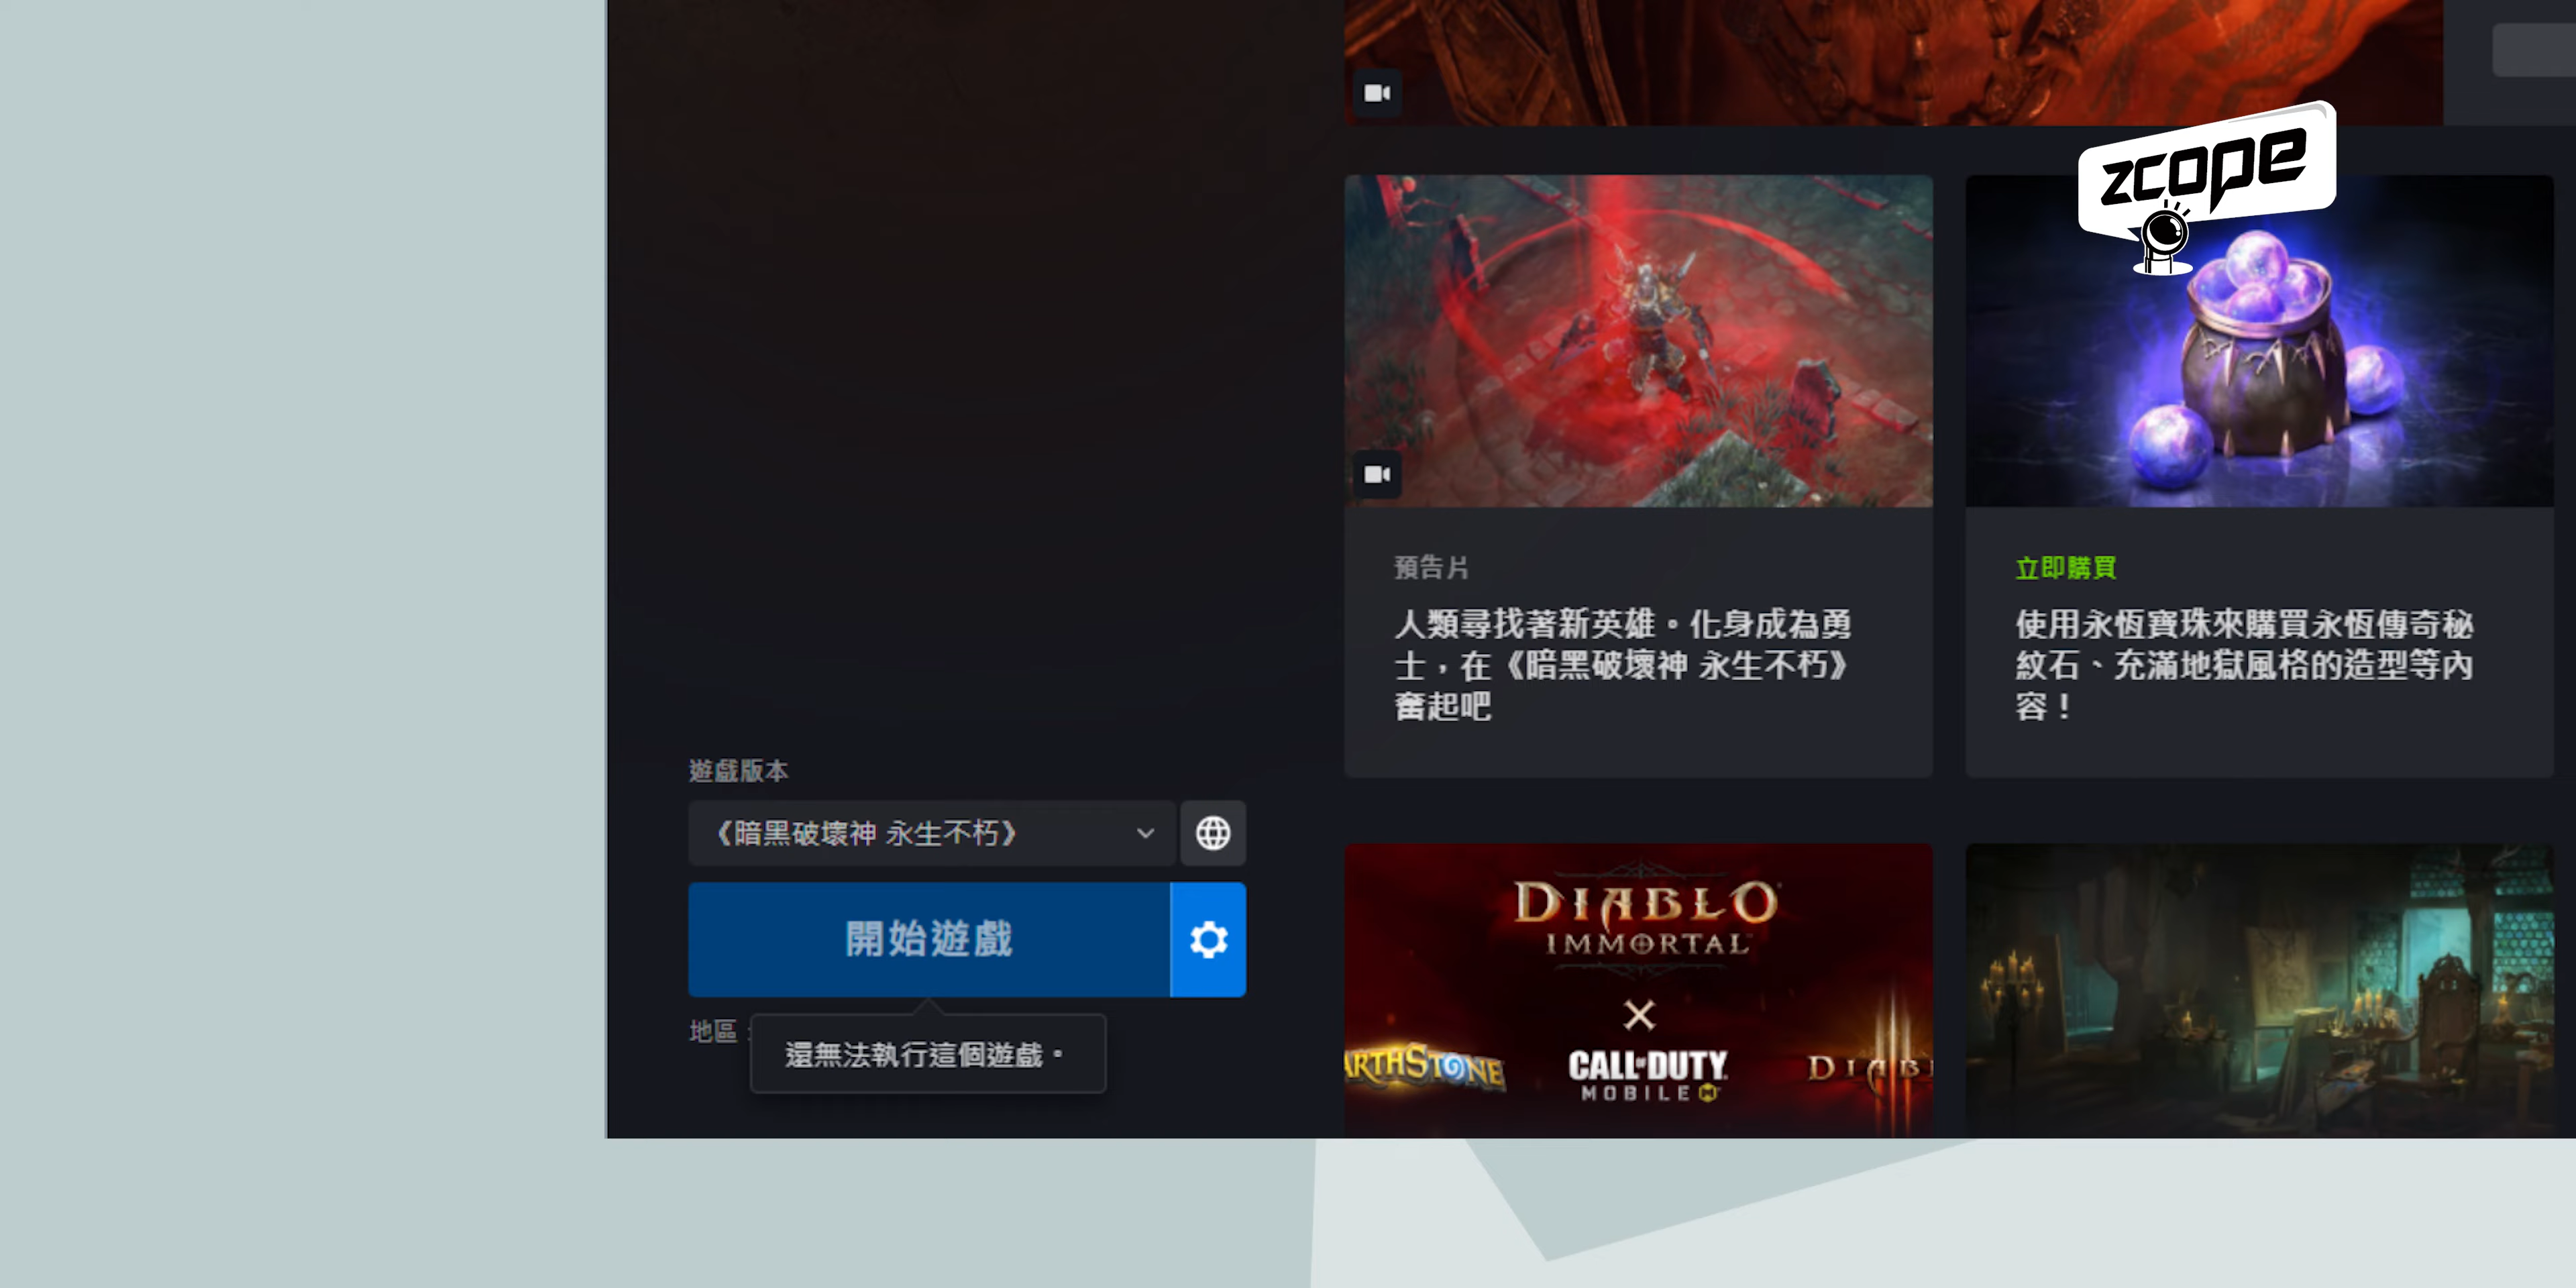 zcope
預告片
人類尋找著新英雄。化身成為勇
士，在《暗黑破壞神 永生不朽》
奮起吧
立即購買
使用永恆寶珠來購買永恆傳奇秘
紋石、充滿地獄風格的造型等內
容！
遊戲版本
《暗黑破壞神 永生不朽》
開始遊戲
地區：
還無法執行這個遊戲。
DIABLO
IMMORTAL
X
ARTHSTONE
CALL OF DUTY
MOBILE
DIAB